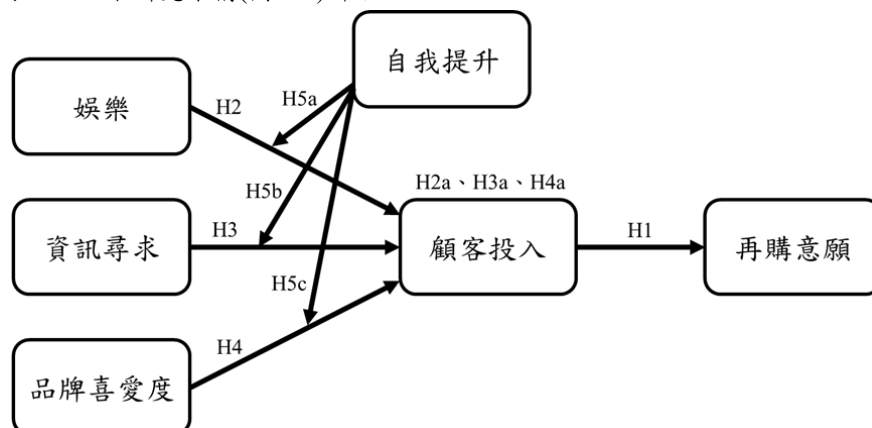 自我提升
娛樂
H2
H5a
H5b
H2a、H3a、H4a
資訊尋求
H3
顧客投入
H1
再購意願
H5c
H4
品牌喜愛度